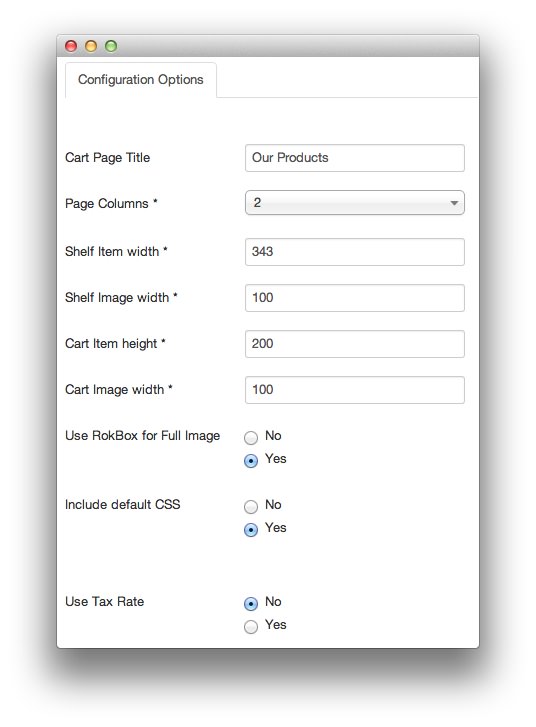 Configuration Options
Cart Page Title Our Products
Page Columns * 2
Shelf Item width * 343
Shelf Image width * 100
Cart Item height * 200
Cart Image width * 100
Use RokBox for Full Image No
Yes
Include default CSS No
Yes
Use Tax Rate No
Yes